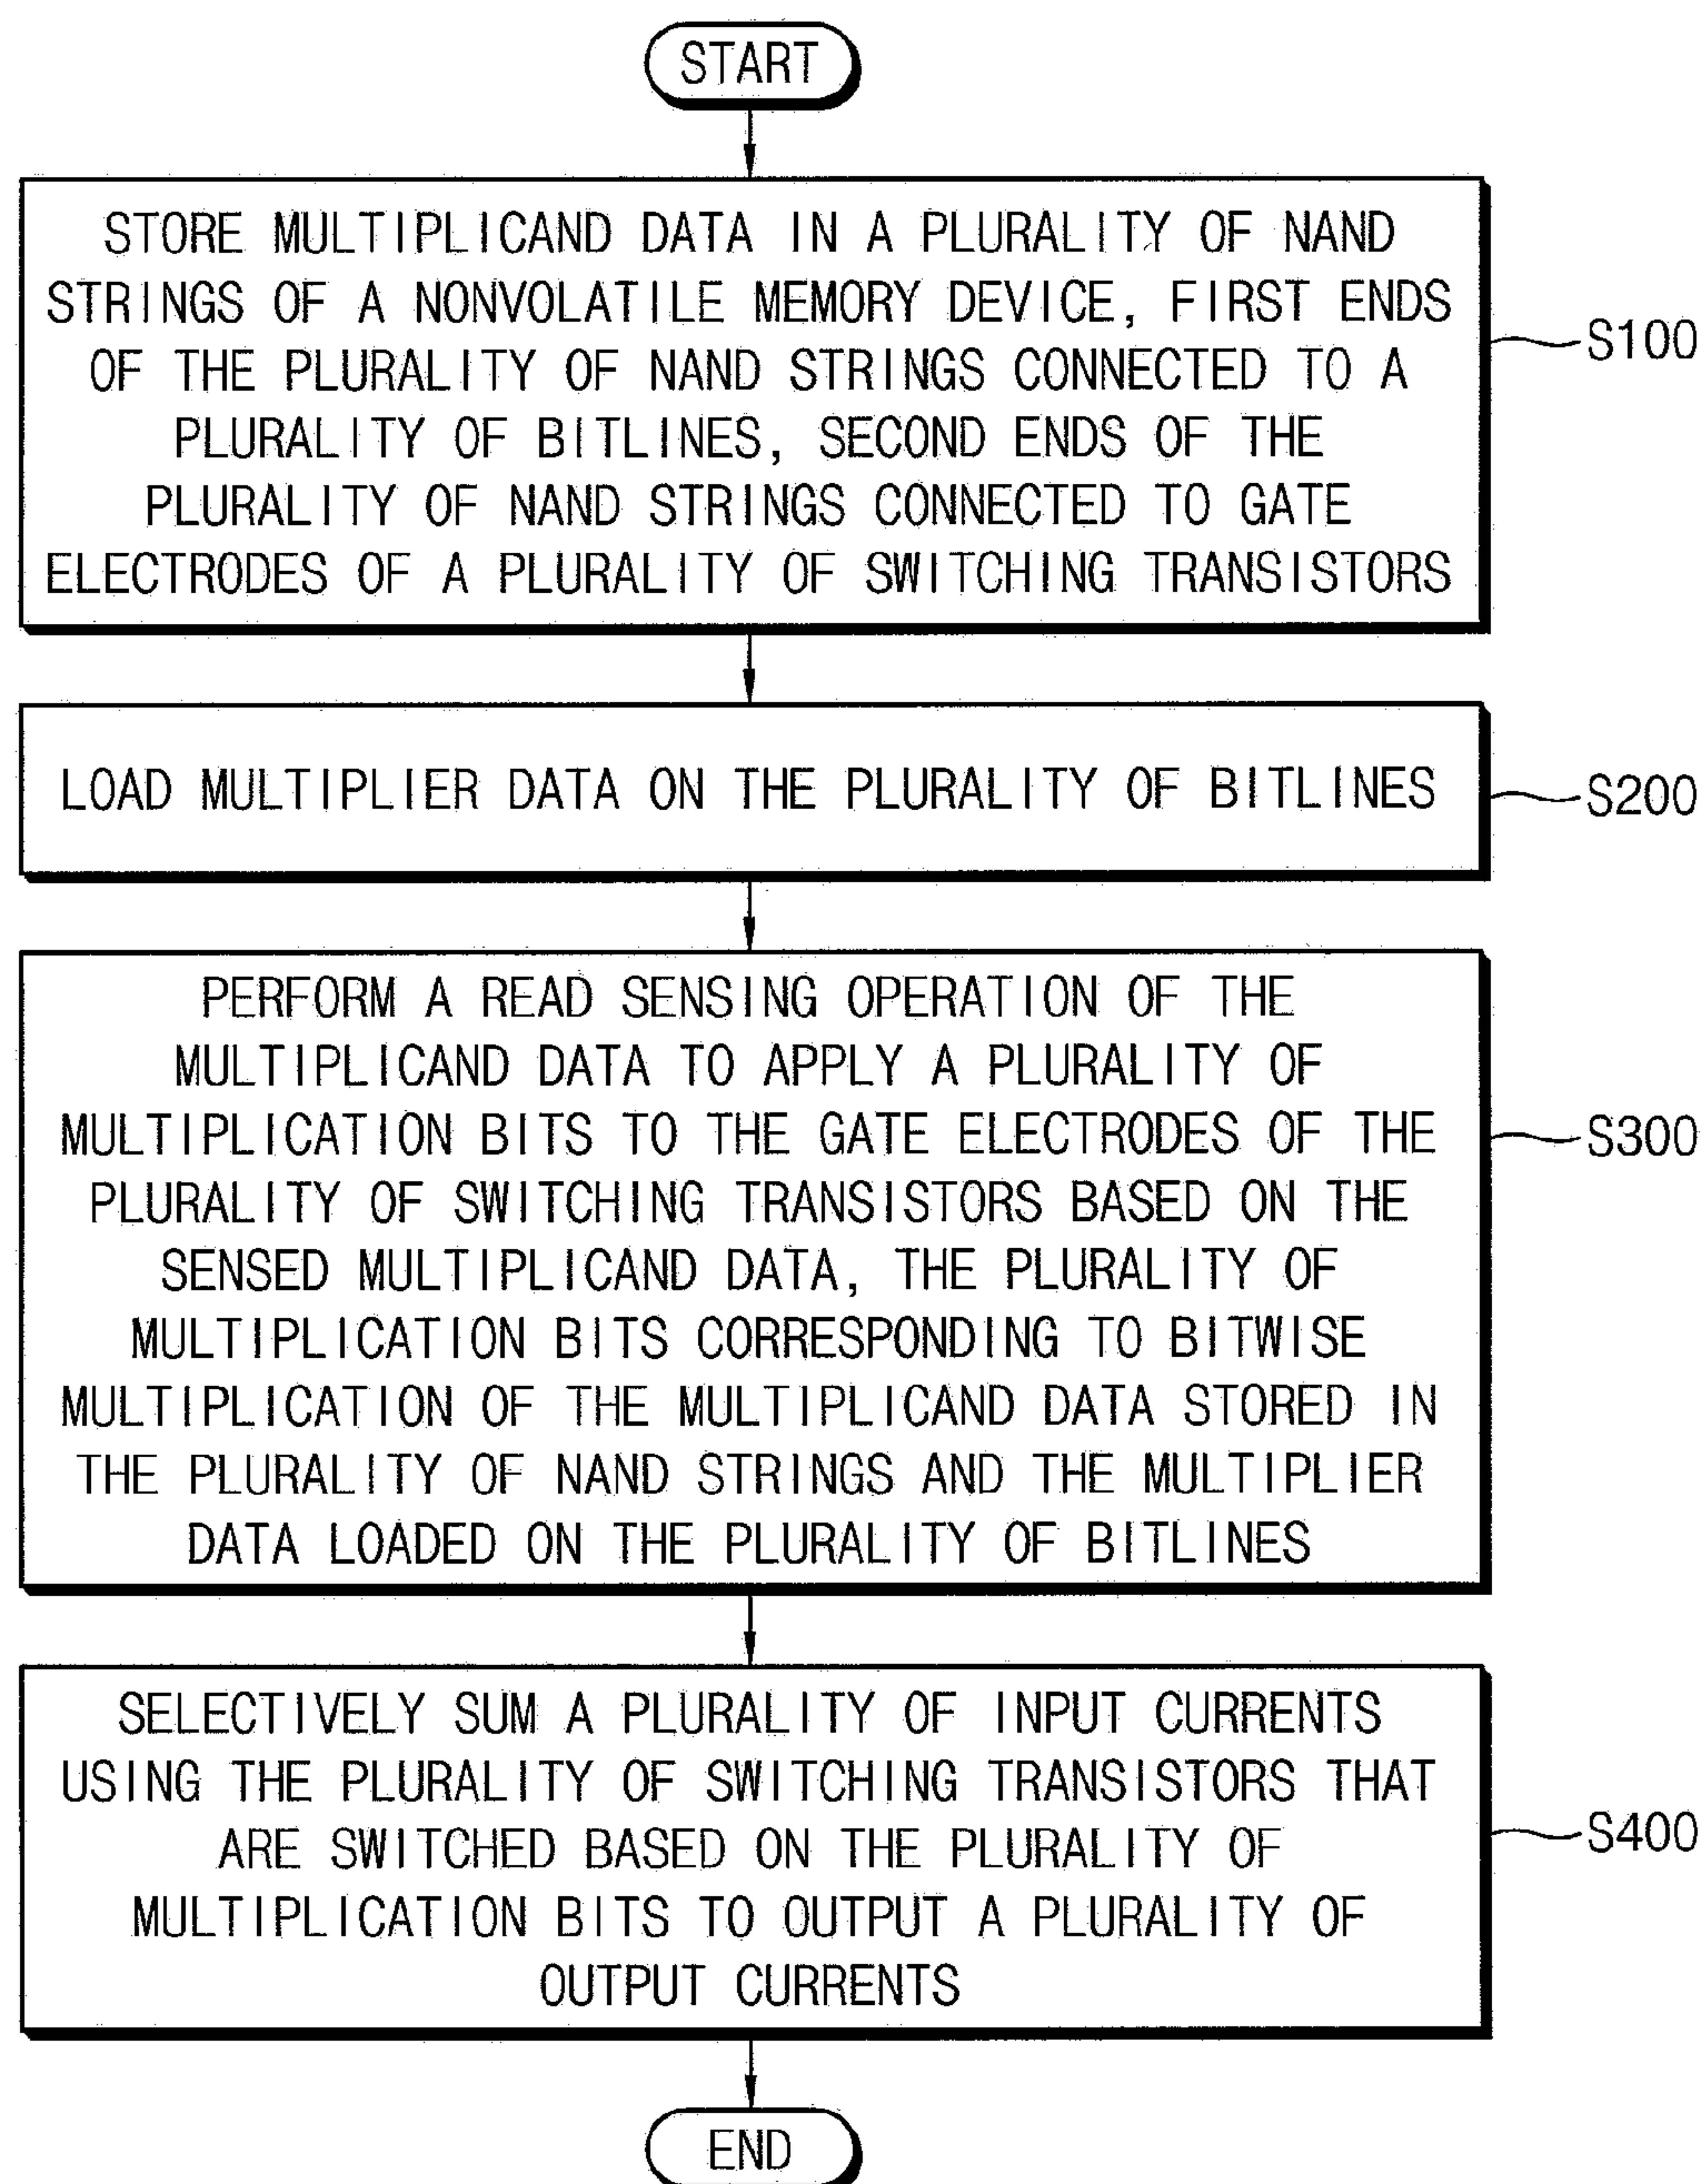 START
STORE MULTIPLICAND DATA IN A PLURALITY OF NAND
STRINGS OF A NONVOLATILE MEMORY DEVICE, FIRST ENDS
OF THE PLURALITY OF NAND STRINGS CONNECTED TO A
PLURALITY OF BITLINES, SECOND ENDS OF THE
PLURALITY OF NAND STRINGS CONNECTED TO GATE
ELECTRODES OF A PLURALITY OF SWITCHING TRANSISTORS
S100
LOAD MULTIPLIER DATA ON THE PLURALITY OF BITLINES
S200
PERFORM A READ SENSING OPERATION OF THE
MULTIPLICAND DATA TO APPLY A PLURALITY OF
MULTIPLICATION BITS TO THE GATE ELECTRODES OF THE
PLURALITY OF SWITCHING TRANSISTORS BASED ON THE
SENSED MULTIPLICAND DATA, THE PLURALITY OF
MULTIPLICATION BITS CORRESPONDING TO BITWISE
MULTIPLICATION OF THE MULTIPLICAND DATA STORED IN
THE PLURALITY OF NAND STRINGS AND THE MULTIPLIER
DATA LOADED ON THE PLURALITY OF BITLINES
S300
SELECTIVELY SUM A PLURALITY OF INPUT CURRENTS
USING THE PLURALITY OF SWITCHING TRANSISTORS THAT
ARE SWITCHED BASED ON THE PLURALITY OF
MULTIPLICATION BITS TO OUTPUT A PLURALITY OF
OUTPUT CURRENTS
S400
END